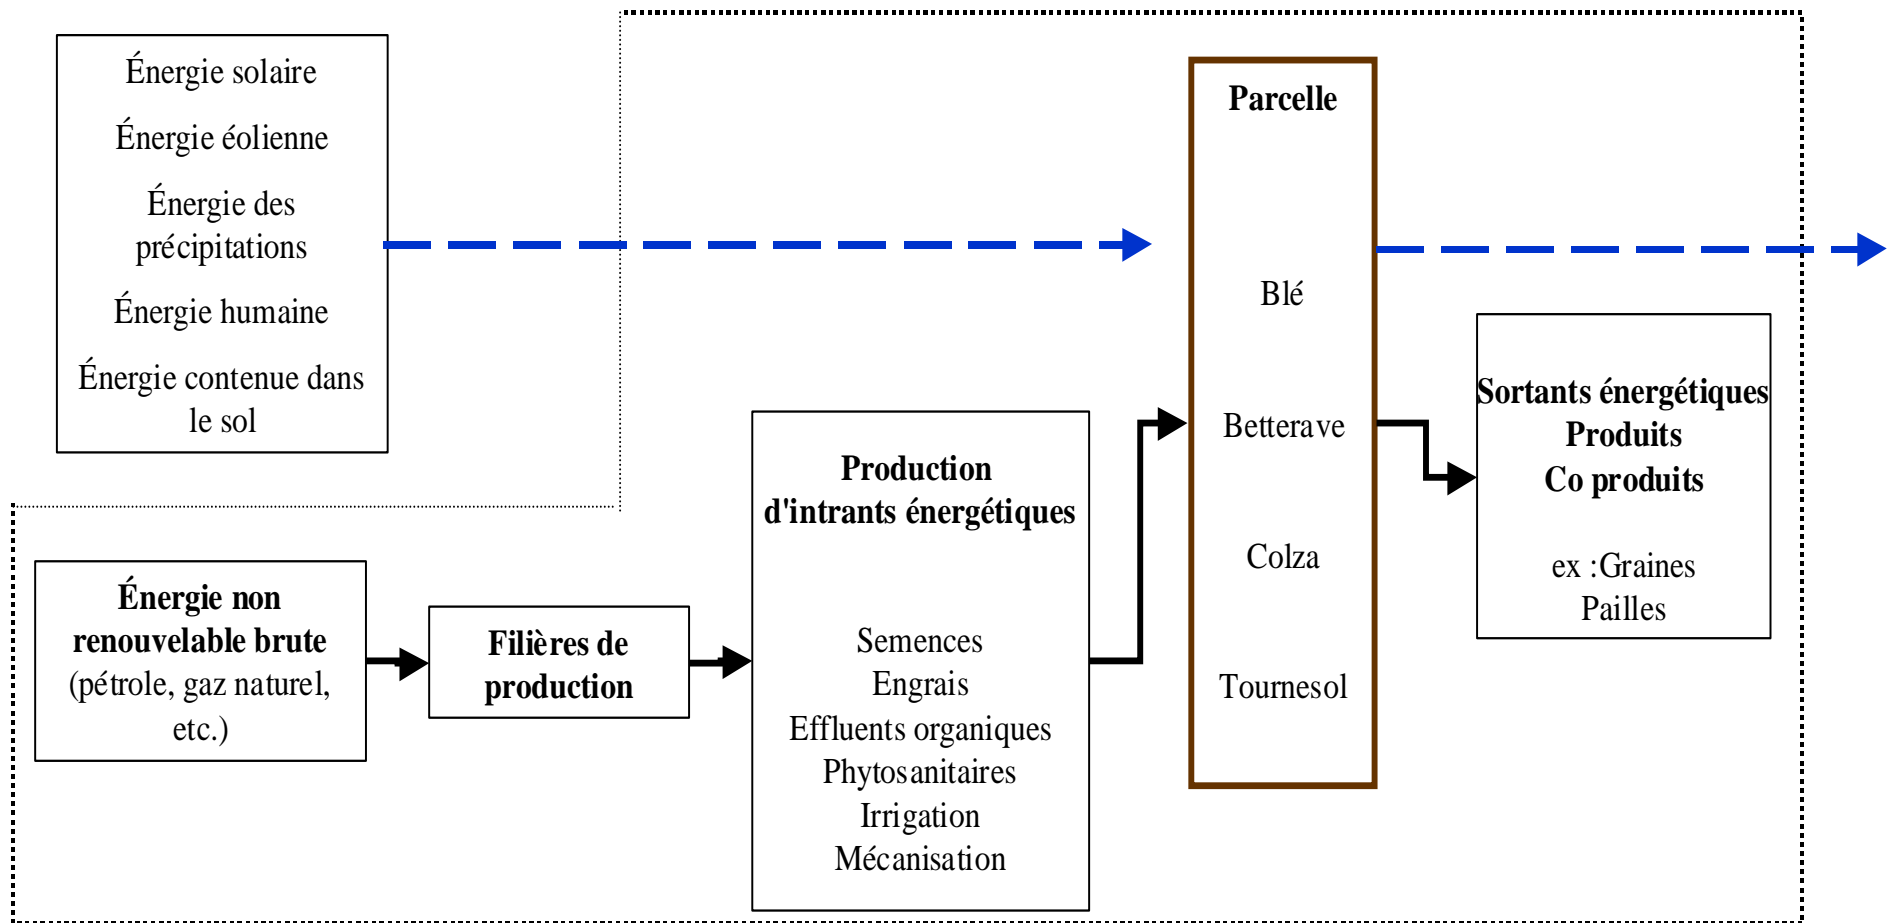 Énergie solaire
Énergie éolienne
Énergie des
précipitations
Énergie humaine
Énergie contenue dans
le sol
Énergie non
renouvelable brute
(pétrole, gaz naturel,
etc.)
Filières de
production
Production
d'intrants énergétiques
Semences
Engrais
Effluents organiques
Phytosanitaires
Irrigation
Mécanisation
Parcelle
Blé
Betterave
Colza
Tournesol
Sortants énergétiques
Produits
Co produits
ex :Graines
Pailles